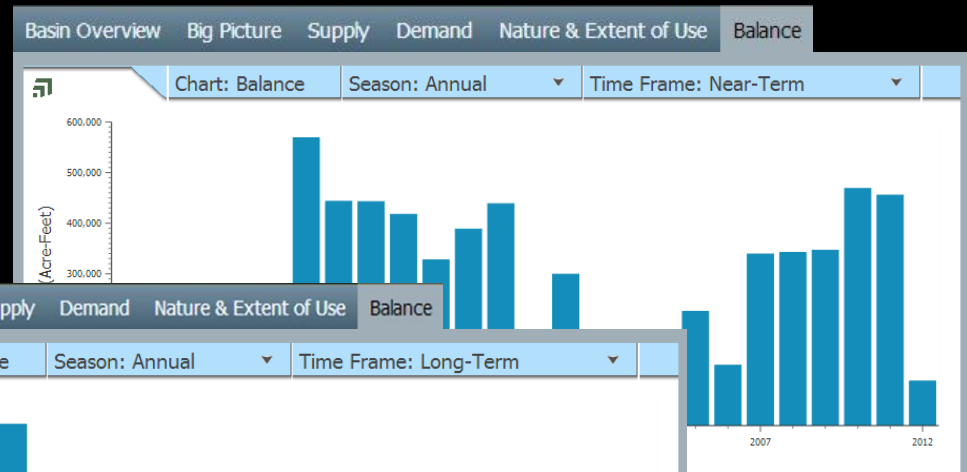 Basin Overview Big Picture Supply Demand Nature & Extent of Use Balance
Chart: Balance Season: Annual Time Frame: Near-Term
600,000
500,000
400,000
300,000
(Acre-Feet)
pply Demand Nature & Extent of Use Balance
e Season: Annual Time Frame: Long-Term
2007 2012